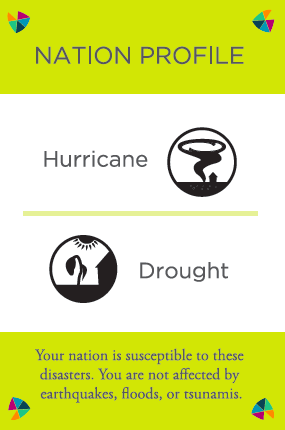 NATION PROFILE
Hurricane
Drought
Your nation is susceptible to these
disasters. You are not affected by
earthquakes, floods, or tsunamis.